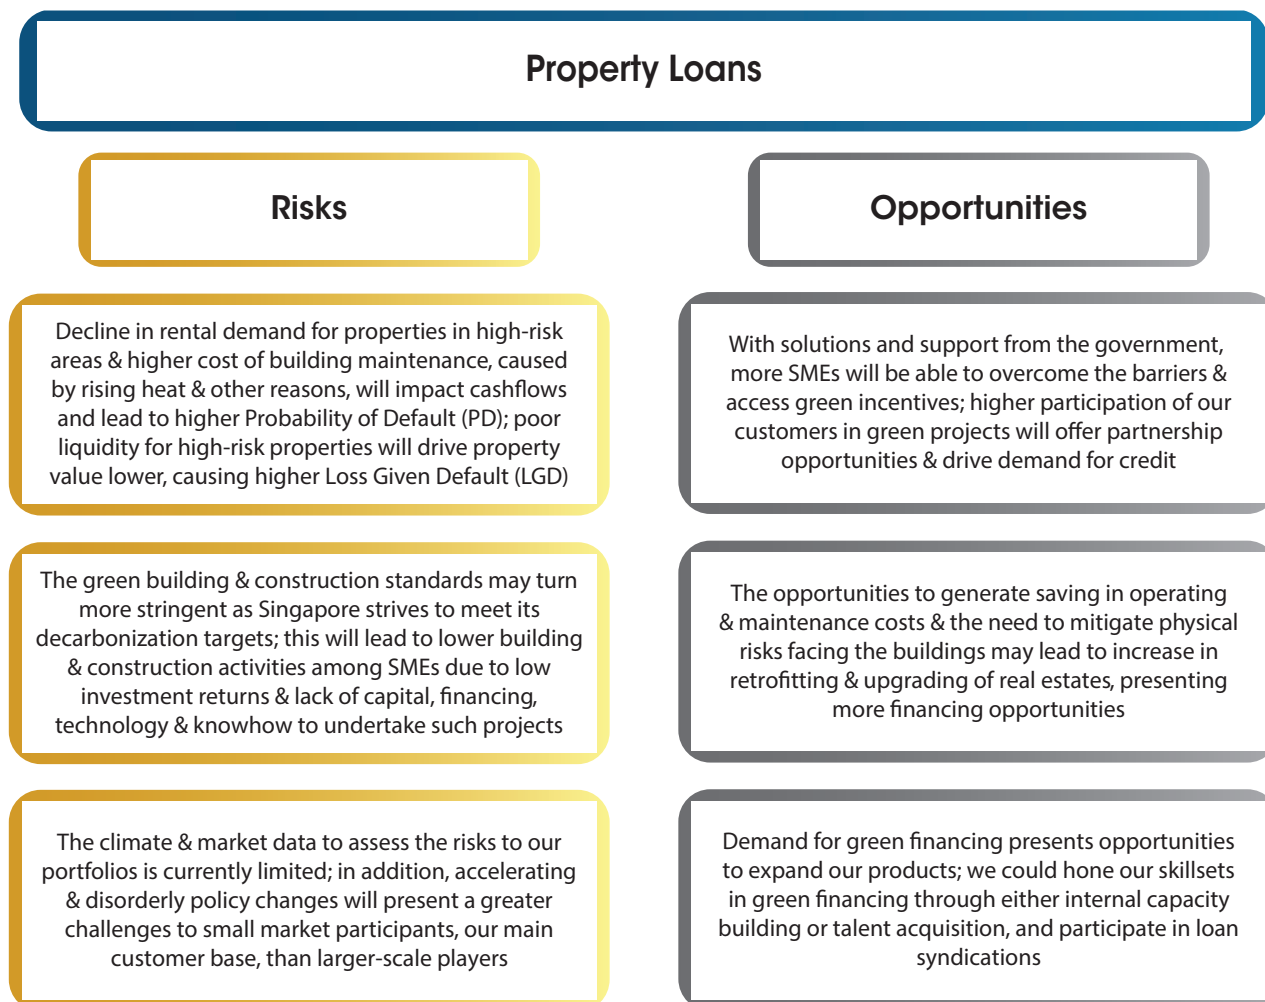 Property Loans
Risks
Decline in rental demand for properties in high-risk
areas & higher cost of building maintenance, caused
by rising heat & other reasons, will impact cashflows
and lead to higher Probability of Default (PD); poor
liquidity for high-risk properties will drive property
value lower, causing higher Loss Given Default (LGD)
The green building & construction standards may turn
more stringent as Singapore strives to meet its
decarbonization targets; this will lead to lower building
& construction activities among SMEs due to low
investment returns & lack of capital, financing,
technology & knowhow to undertake such projects
The climate & market data to assess the risks to our
portfolios is currently limited; in addition, accelerating
& disorderly policy changes will present a greater
challenges to small market participants, our main
customer base, than larger-scale players
Opportunities
With solutions and support from the government,
more SMEs will be able to overcome the barriers &
access green incentives; higher participation of our
customers in green projects will offer partnership
opportunities & drive demand for credit
The opportunities to generate saving in operating
& maintenance costs & the need to mitigate physical
risks facing the buildings may lead to increase in
retrofitting & upgrading of real estates, presenting
more financing opportunities
Demand for green financing presents opportunities
to expand our products; we could hone our skillsets
in green financing through either internal capacity
building or talent acquisition, and participate in loan
syndications